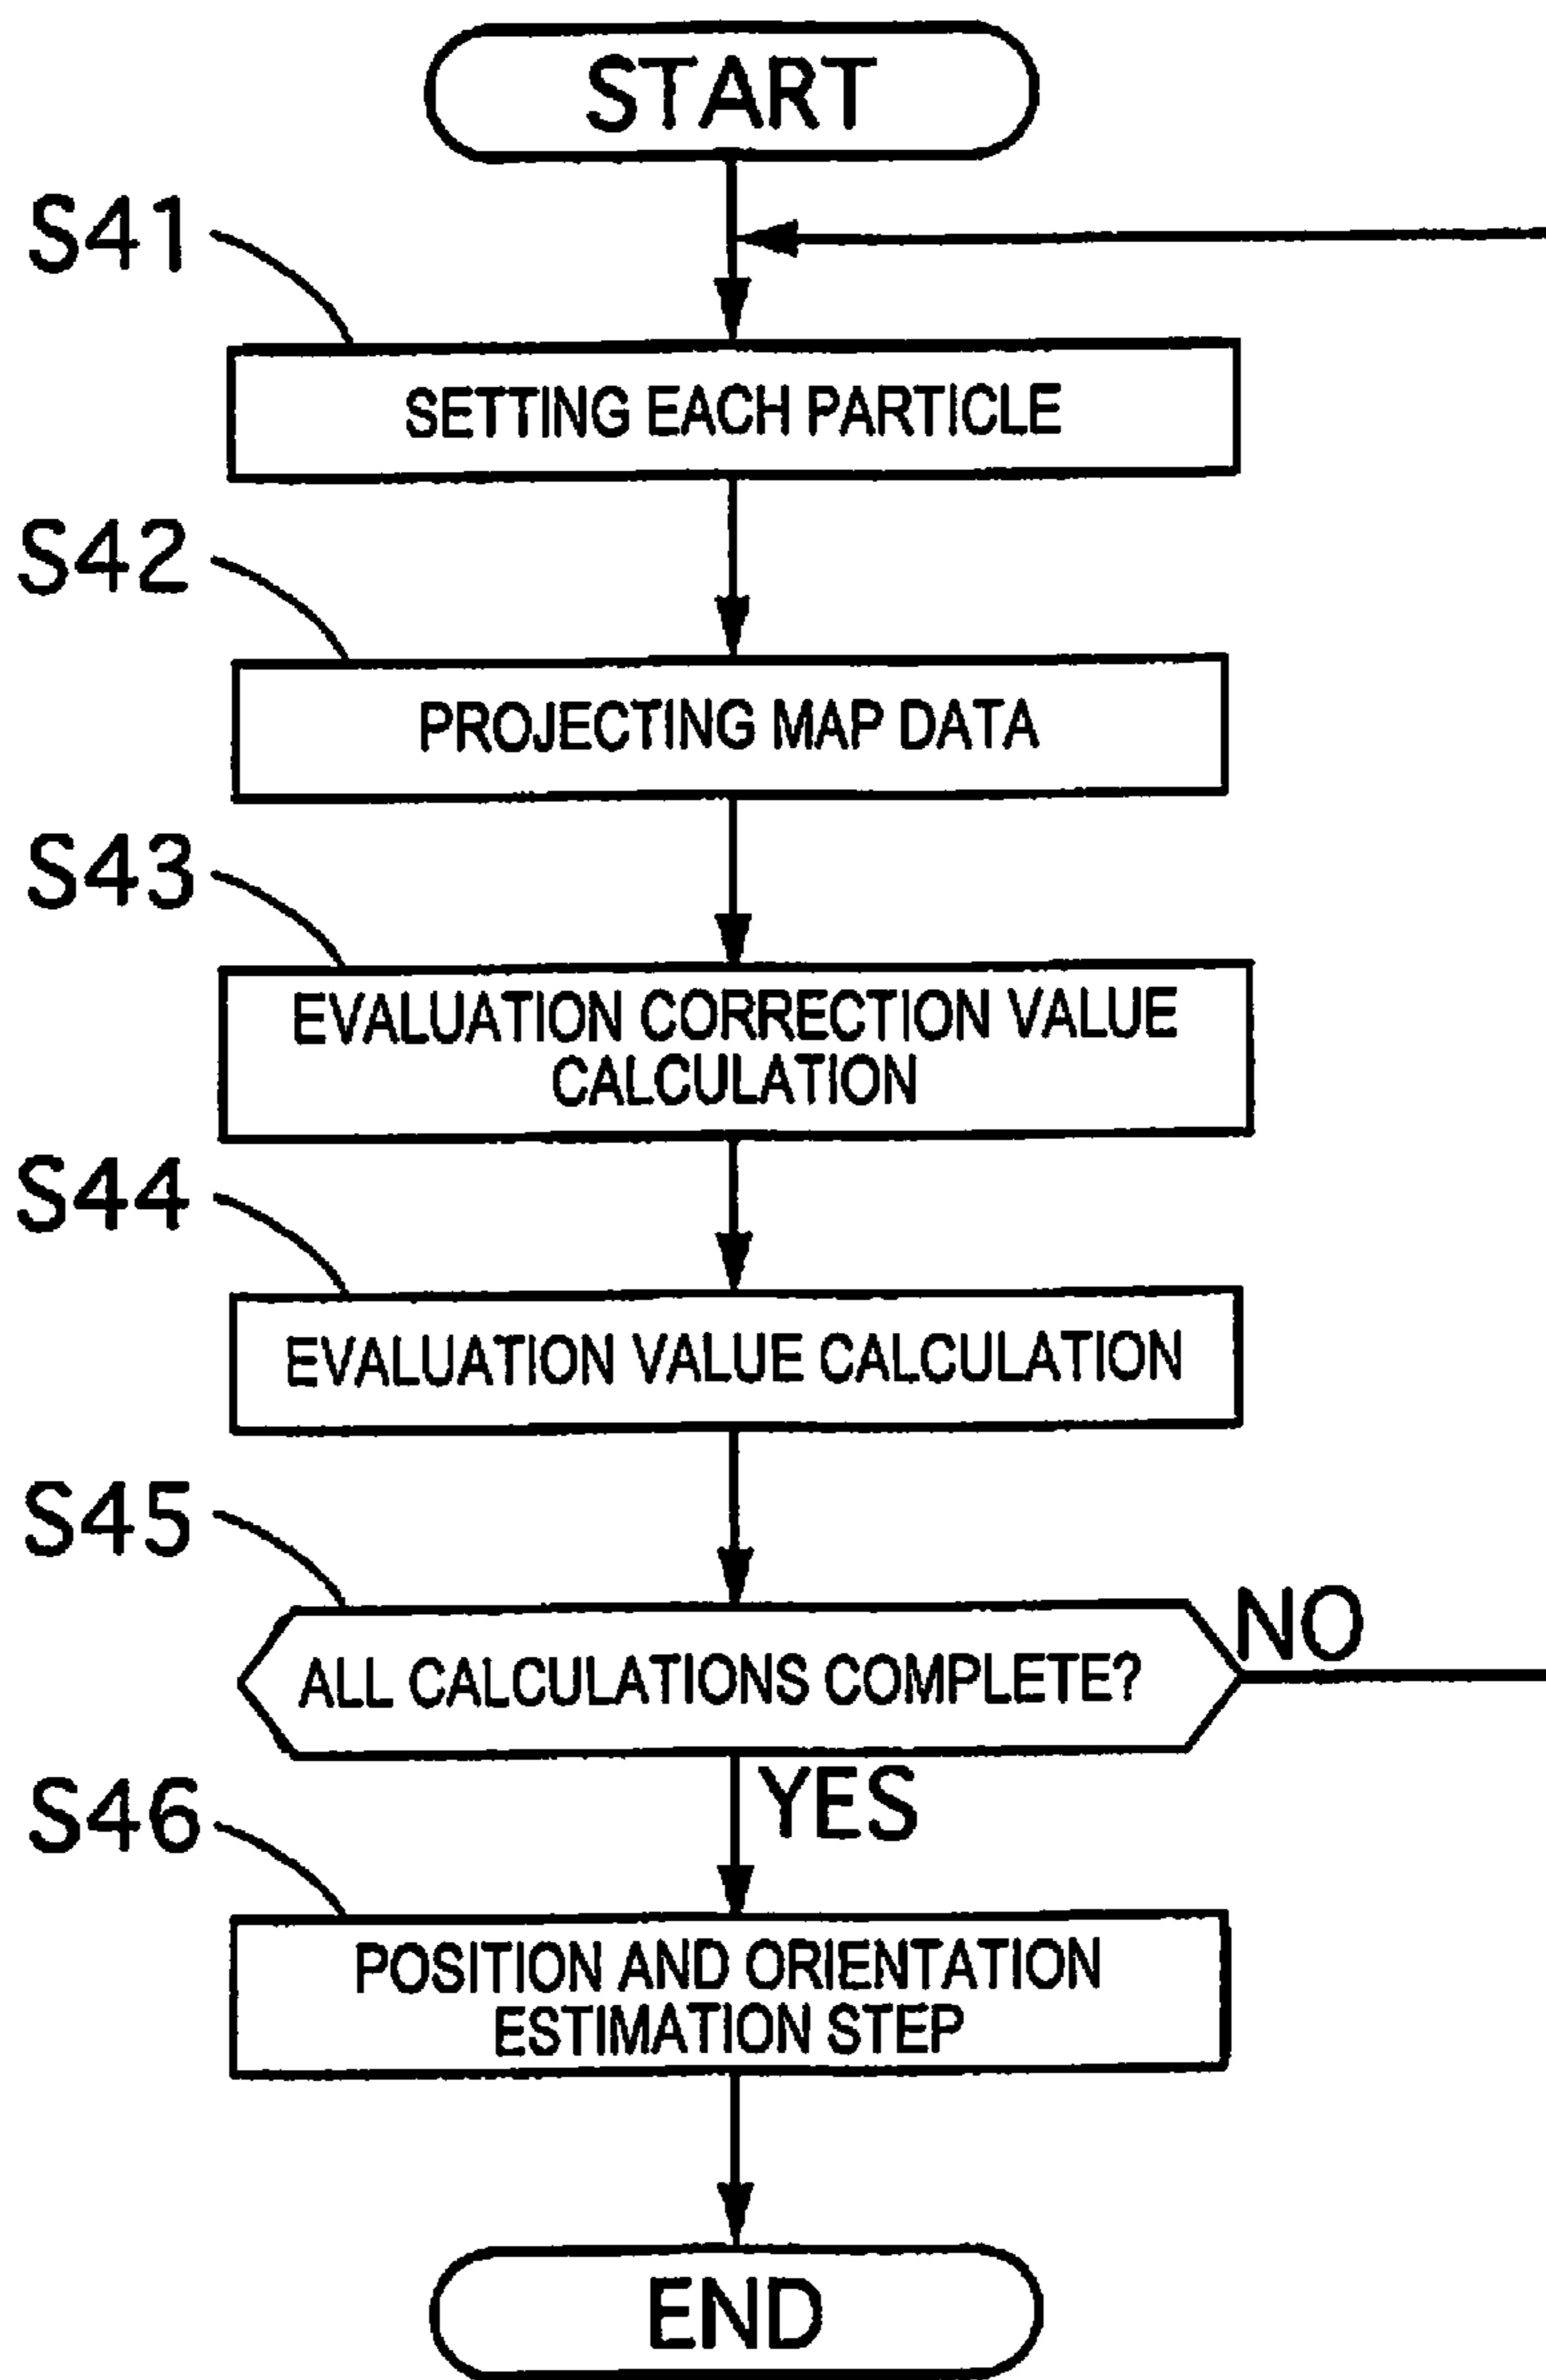 START
S41
SETTING EACH PARTICLE
S42
PROJECTING MAP DATA
S43
EVALUATION CORRECTION VALUE
CALCULATION
S44
EVALUATION VALUE CALCULATION
S45
ALL CALCULATIONS COMPLETE?
NO
YES
S46
POSITION AND ORIENTATION
ESTIMATION STEP
END